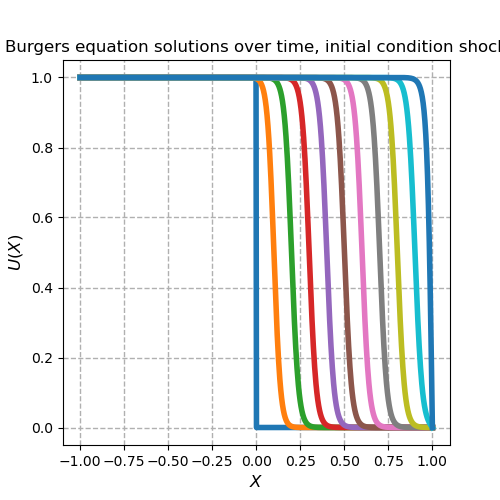 Burgers equation solutions over time, initial condition shock
1.0
0.8
0.6
0.4
0.2
0.0
U(X)
−1.00 −0.75 −0.50 −0.25 0.00 0.25 0.50 0.75 1.00
X